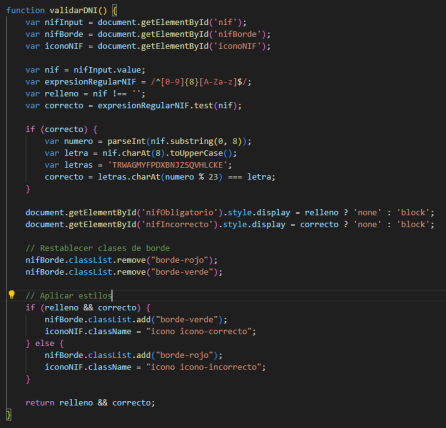 function validarDNI() {
    var nifInput = document.getElementById('nif');
    var nifBorde = document.getElementById('nifBorde');
    var iconoNIF = document.getElementById('iconoNIF');

    var nif = nifInput.value;
    var expresionRegularNIF = /^[0-9]{8}[A-Za-z]$/;
    var relleno = nif !== '';
    var correcto = expresionRegularNIF.test(nif);

    if (correcto) {
        var numero = parseInt(nif.substring(0, 8));
        var letra = nif.charAt(8).toUpperCase();
        var letras = 'TRWAGMYFPDXBNJZSQVHLCKE';
        correcto = letras.charAt(numero % 23) === letra;
    }

    document.getElementById('nifObligatorio').style.display = relleno ? 'none' : 'block';
    document.getElementById('nifIncorrecto').style.display = correcto ? 'none' : 'block';

    // Restablecer clases de borde
    nifBorde.classList.remove("borde-rojo");
    nifBorde.classList.remove("borde-verde");

    // Aplicar estilos
    if (relleno && correcto) {
        nifBorde.classList.add("borde-verde");
        iconoNIF.className = "icono icono-correcto";
    } else {
        nifBorde.classList.add("borde-rojo");
        iconoNIF.className = "icono icono-incorrecto";
    }

    return relleno && correcto;
}